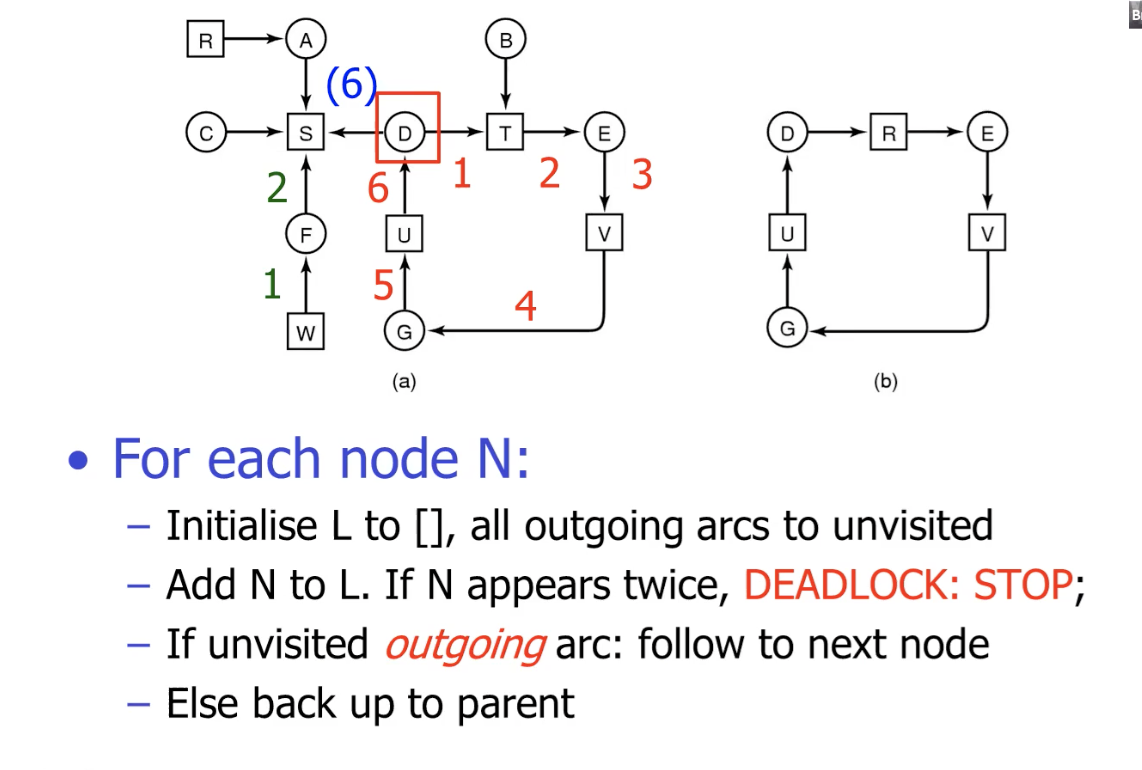 R A B
(6)
C S D T E D R E
2 6 1 2 3
F U V U V
1 5 4
W G G
(a) (b)
• For each node N:
– Initialise L to [], all outgoing arcs to unvisited
– Add N to L. If N appears twice, DEADLOCK: STOP;
– If unvisited outgoing arc: follow to next node
– Else back up to parent